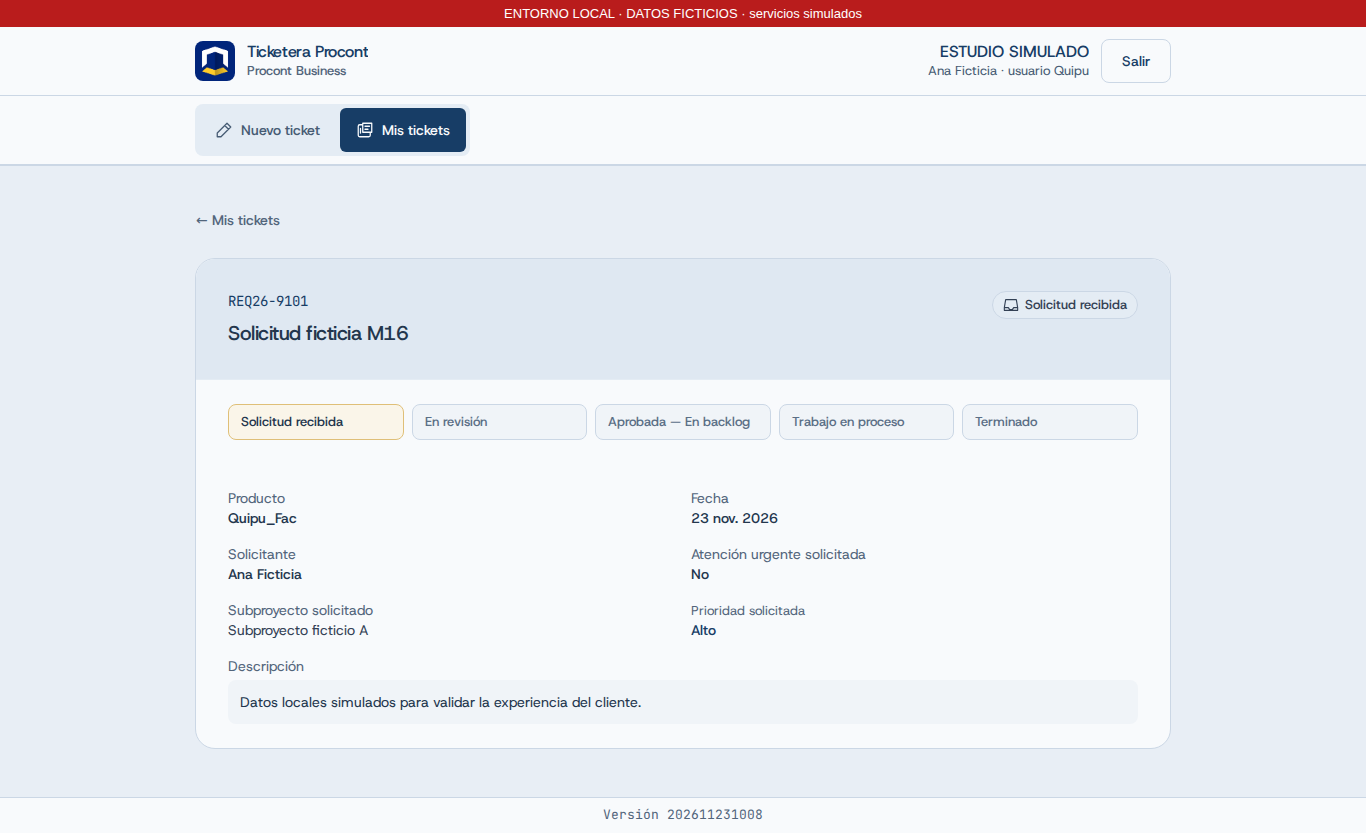 ENTORNO LOCAL · DATOS FICTICIOS · servicios simulados
Ticketera Procont
Procont Business
ESTUDIO SIMULADO
Ana Ficticia · usuario Quipu
Salir
Nuevo ticket
Mis tickets
← Mis tickets
REQ26-9101
Solicitud ficticia M16
Solicitud recibida
Solicitud recibida
En revisión
Aprobada — En backlog
Trabajo en proceso
Terminado
Producto
Quipu_Fac
Fecha
23 nov. 2026
Solicitante
Ana Ficticia
Atención urgente solicitada
No
Subproyecto solicitado
Subproyecto ficticio A
Prioridad solicitada
Alto
Descripción
Datos locales simulados para validar la experiencia del cliente.
Versión 202611231008